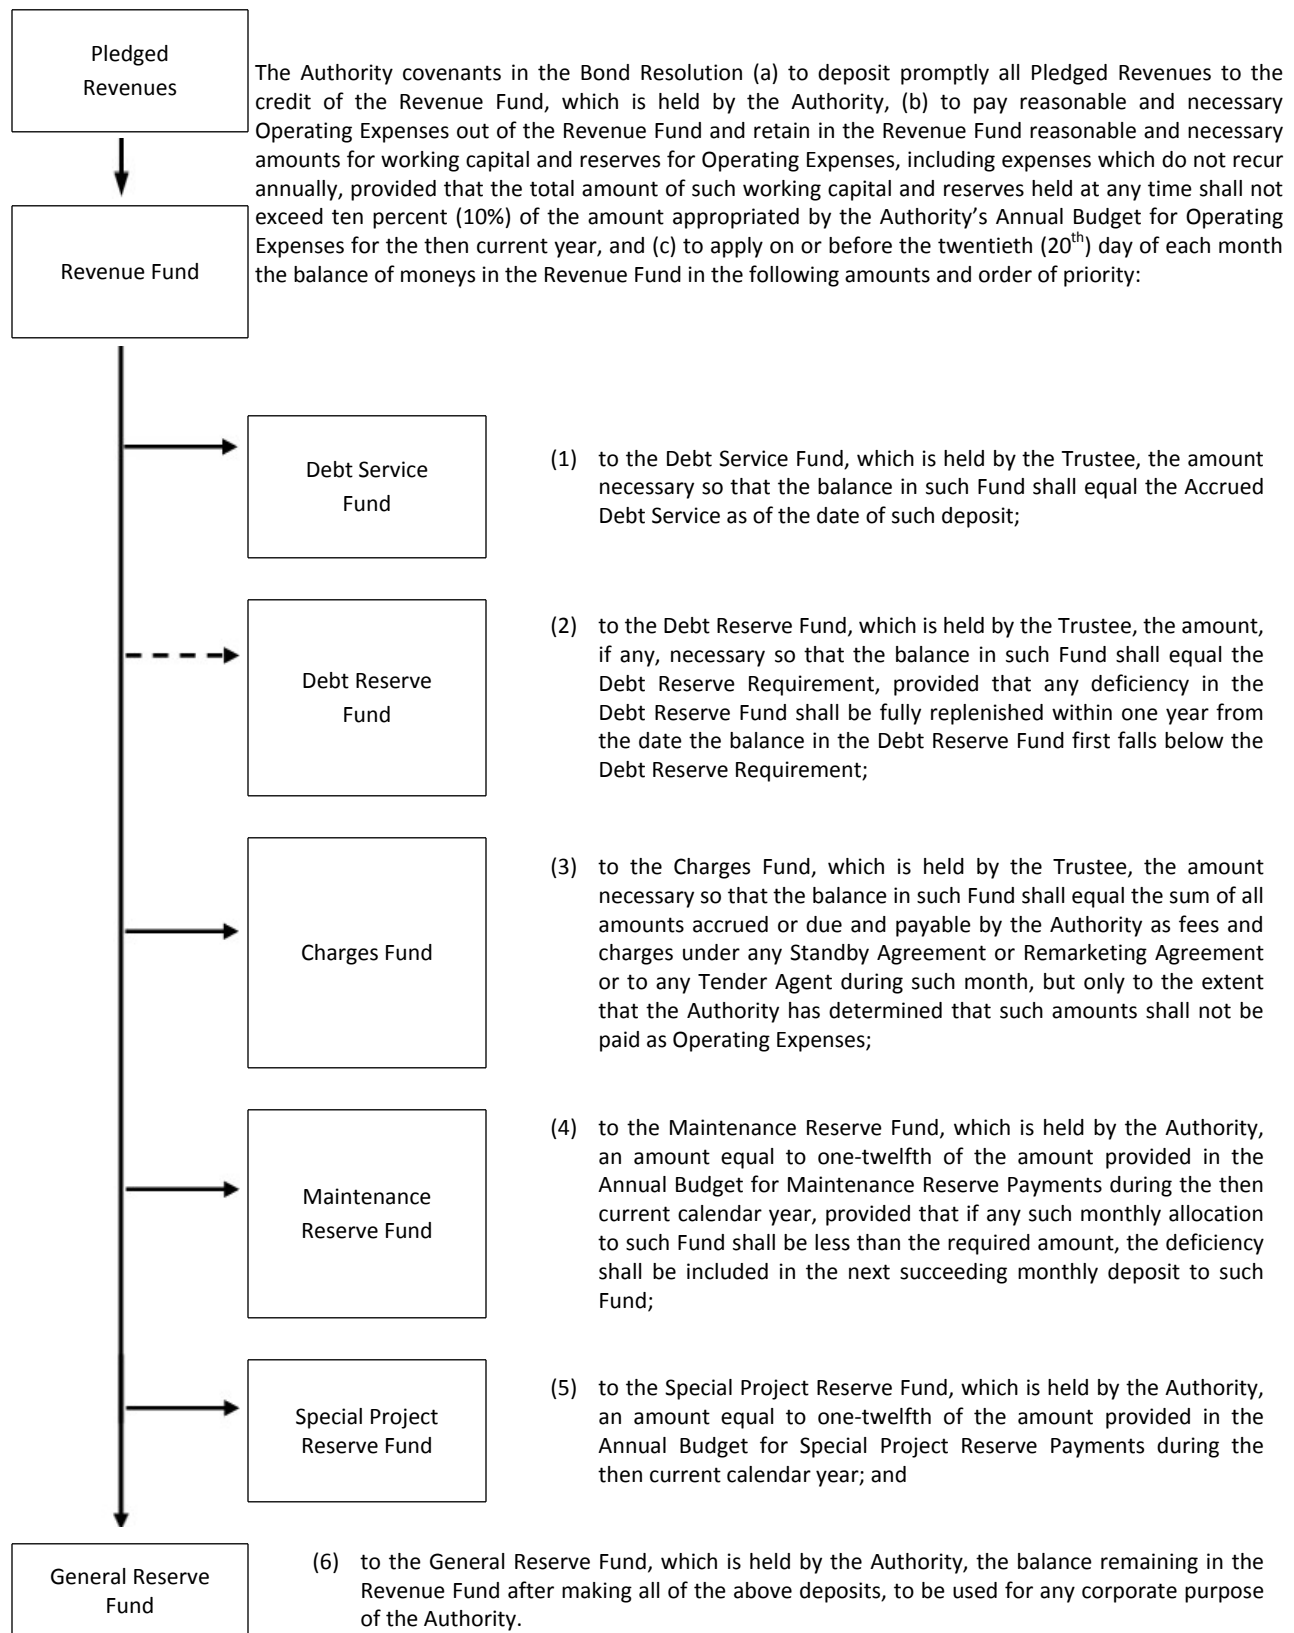 Pledged
Revenues
The Authority covenants in the Bond Resolution (a) to deposit promptly all Pledged Revenues to the
credit of the Revenue Fund, which is held by the Authority, (b) to pay reasonable and necessary
Operating Expenses out of the Revenue Fund and retain in the Revenue Fund reasonable and necessary
amounts for working capital and reserves for Operating Expenses, including expenses which do not recur
annually, provided that the total amount of such working capital and reserves held at any time shall not
exceed ten percent (10%) of the amount appropriated by the Authority’s Annual Budget for Operating
Expenses for the then current year, and (c) to apply on or before the twentieth (20th) day of each month
the balance of moneys in the Revenue Fund in the following amounts and order of priority:
Revenue Fund
Debt Service
Fund
(1) to the Debt Service Fund, which is held by the Trustee, the amount
necessary so that the balance in such Fund shall equal the Accrued
Debt Service as of the date of such deposit;
Debt Reserve
Fund
(2) to the Debt Reserve Fund, which is held by the Trustee, the amount,
if any, necessary so that the balance in such Fund shall equal the
Debt Reserve Requirement, provided that any deficiency in the
Debt Reserve Fund shall be fully replenished within one year from
the date the balance in the Debt Reserve Fund first falls below the
Debt Reserve Requirement;
Charges Fund
(3) to the Charges Fund, which is held by the Trustee, the amount
necessary so that the balance in such Fund shall equal the sum of all
amounts accrued or due and payable by the Authority as fees and
charges under any Standby Agreement or Remarketing Agreement
or to any Tender Agent during such month, but only to the extent
that the Authority has determined that such amounts shall not be
paid as Operating Expenses;
Maintenance
Reserve Fund
(4) to the Maintenance Reserve Fund, which is held by the Authority,
an amount equal to one-twelfth of the amount provided in the
Annual Budget for Maintenance Reserve Payments during the then
current calendar year, provided that if any such monthly allocation
to such Fund shall be less than the required amount, the deficiency
shall be included in the next succeeding monthly deposit to such
Fund;
Special Project
Reserve Fund
(5) to the Special Project Reserve Fund, which is held by the Authority,
an amount equal to one-twelfth of the amount provided in the
Annual Budget for Special Project Reserve Payments during the
then current calendar year; and
General Reserve
Fund
(6) to the General Reserve Fund, which is held by the Authority, the balance remaining in the
Revenue Fund after making all of the above deposits, to be used for any corporate purpose
of the Authority.